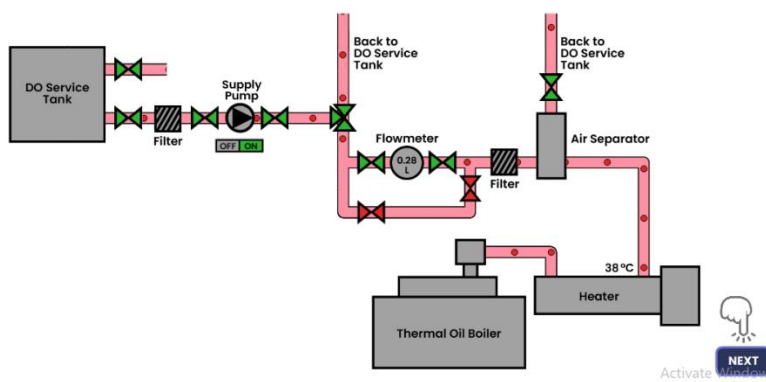 Back to
DO Service
Tank
Back to
DO Service
Tank
DO Service
Tank
Supply
Pump
Filter
OFF ON
Flowmeter
0.28
L
Air Separator
Filter
38 ºC
Heater
Thermal Oil Boiler
NEXT
Activate Window